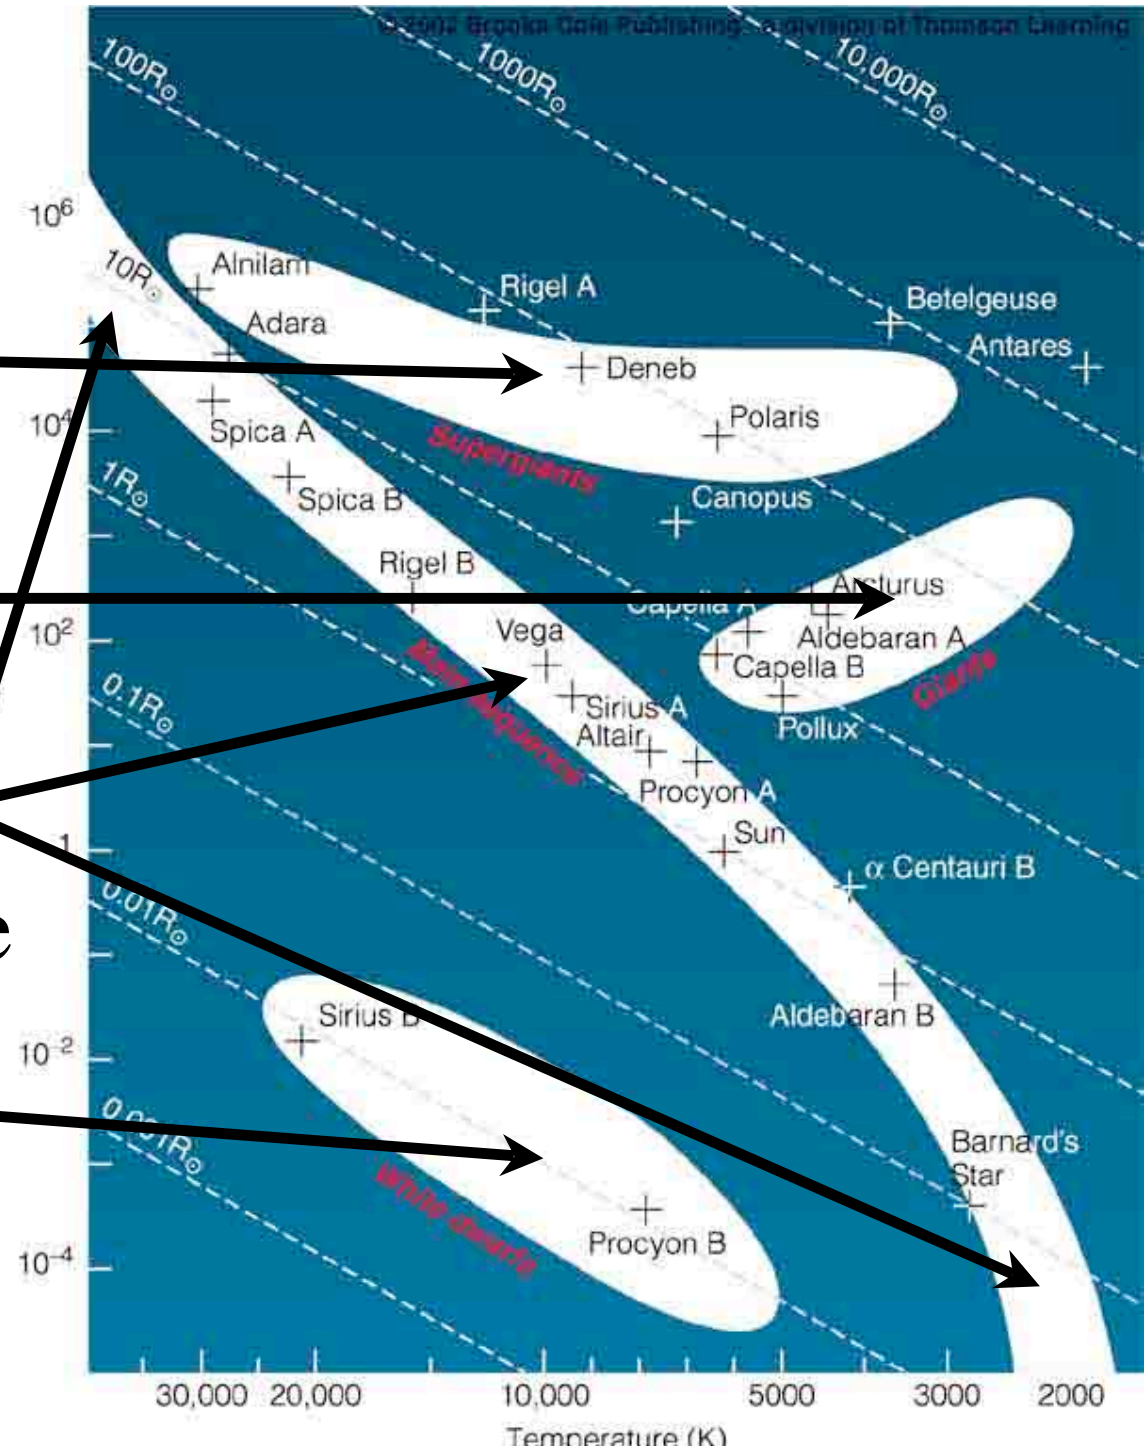 © 2002 Brooks Cole Publishing - a division of Thomson Learning
100R⊙
1000R⊙
10,000R⊙
10⁶
10R⊙
Alnilam
Rigel A
Betelgeuse
Adara
Antares
Deneb
10⁴
Spica A
Polaris
Supergiants
1R⊙
Spica B
Canopus
Rigel B
Arcturus
Capella A
10²
Vega
Aldebaran A
Capella B
Main sequence
Giants
0.1R⊙
Sirius A
Altair
Pollux
Procyon A
1
Sun
α Centauri B
0.01R⊙
e
Sirius B
Aldebaran B
10⁻²
0.001R⊙
Barnard's
Star
White dwarfs
Procyon B
10⁻⁴
30,000 20,000 10,000 5000 3000 2000
Temperature (K)